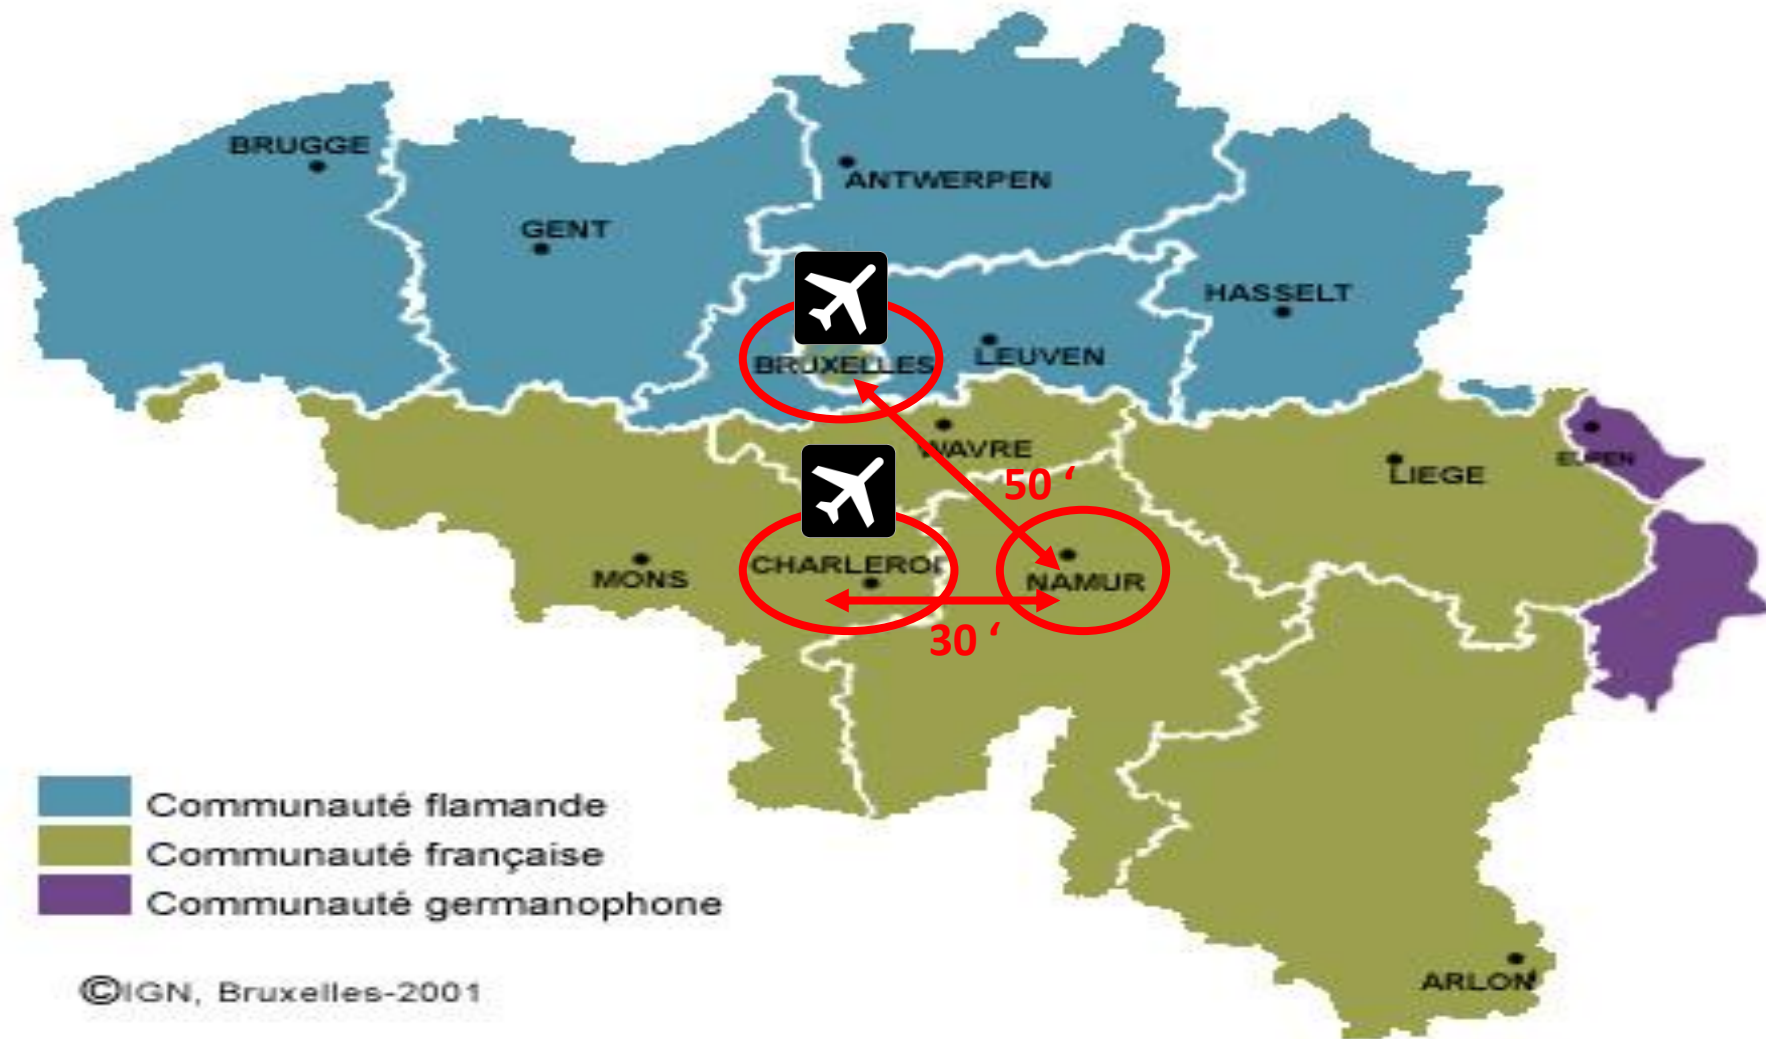 BRUGGE
ANTWERPEN
GENT
HASSELT
BRUXELLES
LEUVEN
WAVRE
LIEGE
EUPEN
50 ‘
CHARLEROI
MONS
NAMUR
30 ‘
Communauté flamande
Communauté française
Communauté germanophone
ARLON
©IGN, Bruxelles-2001